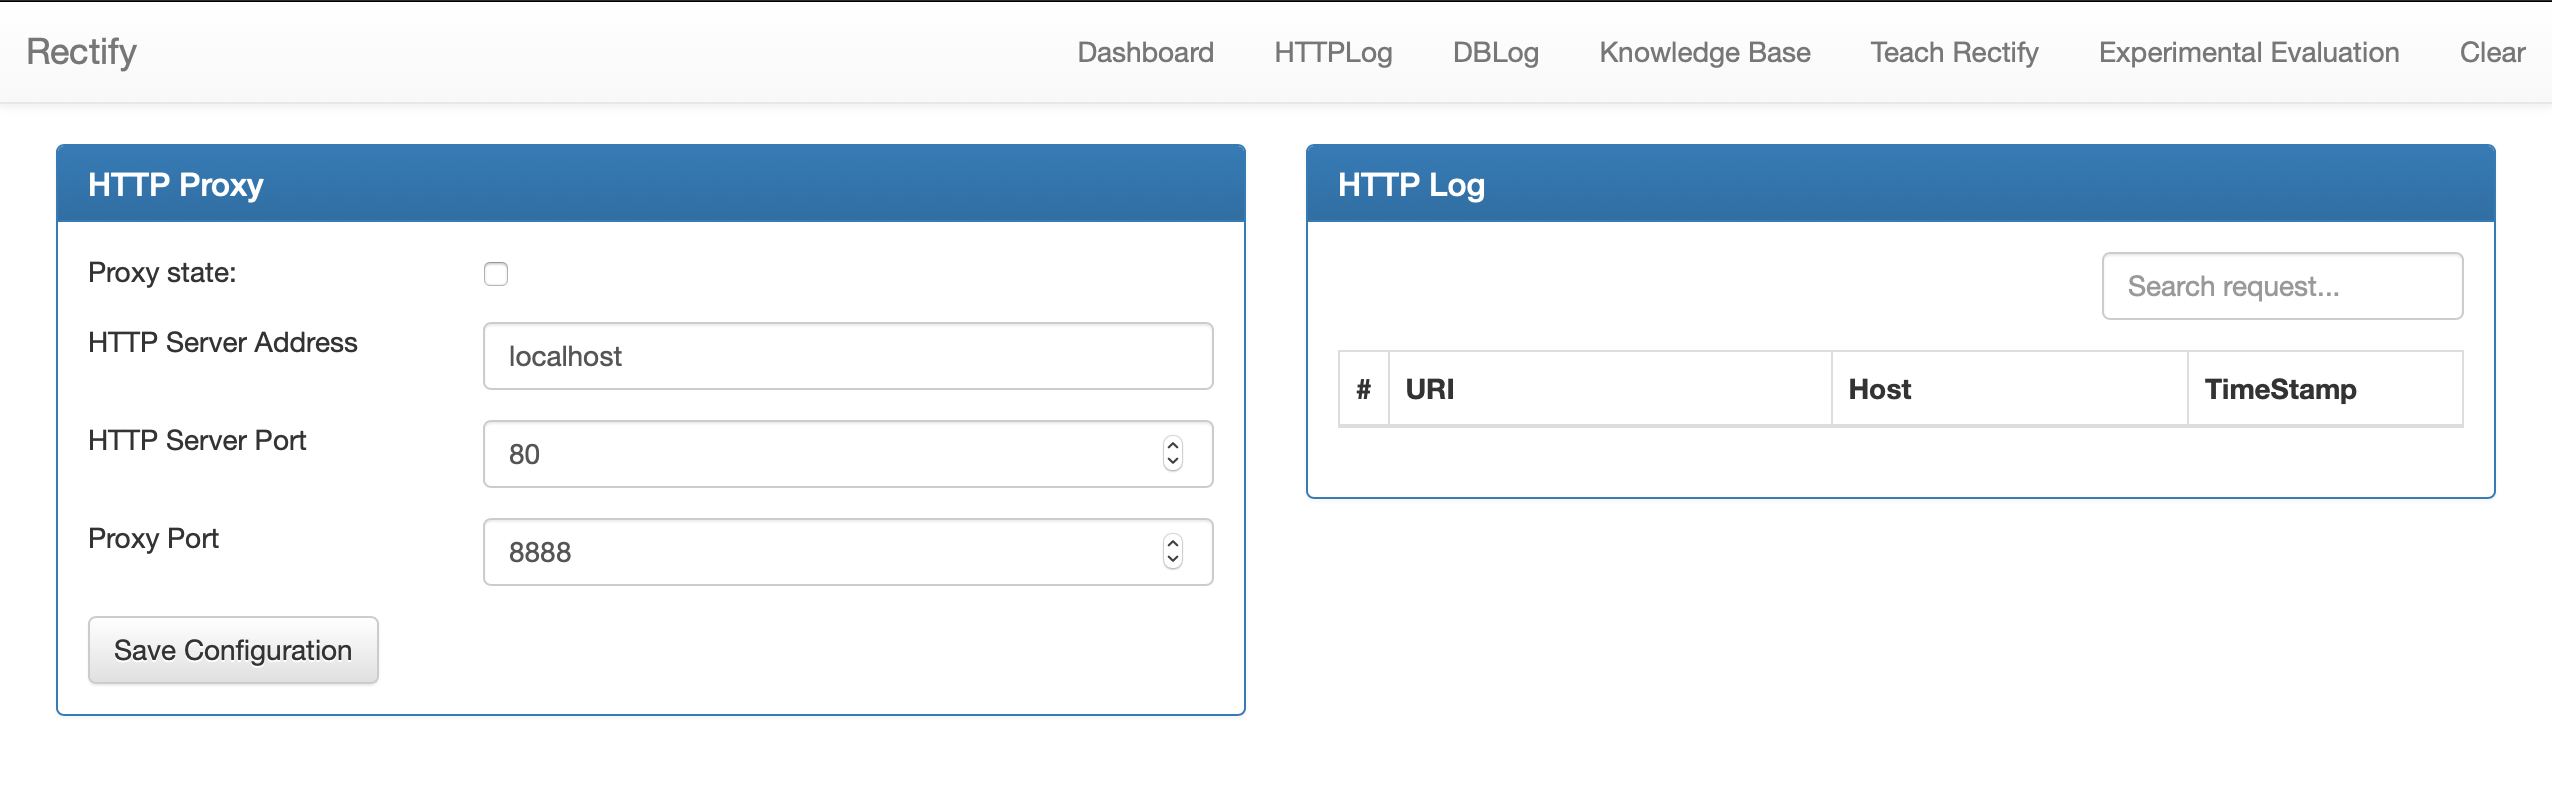 Rectify Dashboard HTTPLog DBLog Knowledge Base Teach Rectify Experimental Evaluation Clear
HTTP Proxy
Proxy state:
HTTP Server Address localhost
HTTP Server Port 80
Proxy Port 8888
Save Configuration
HTTP Log
Search request...
# URI Host TimeStamp